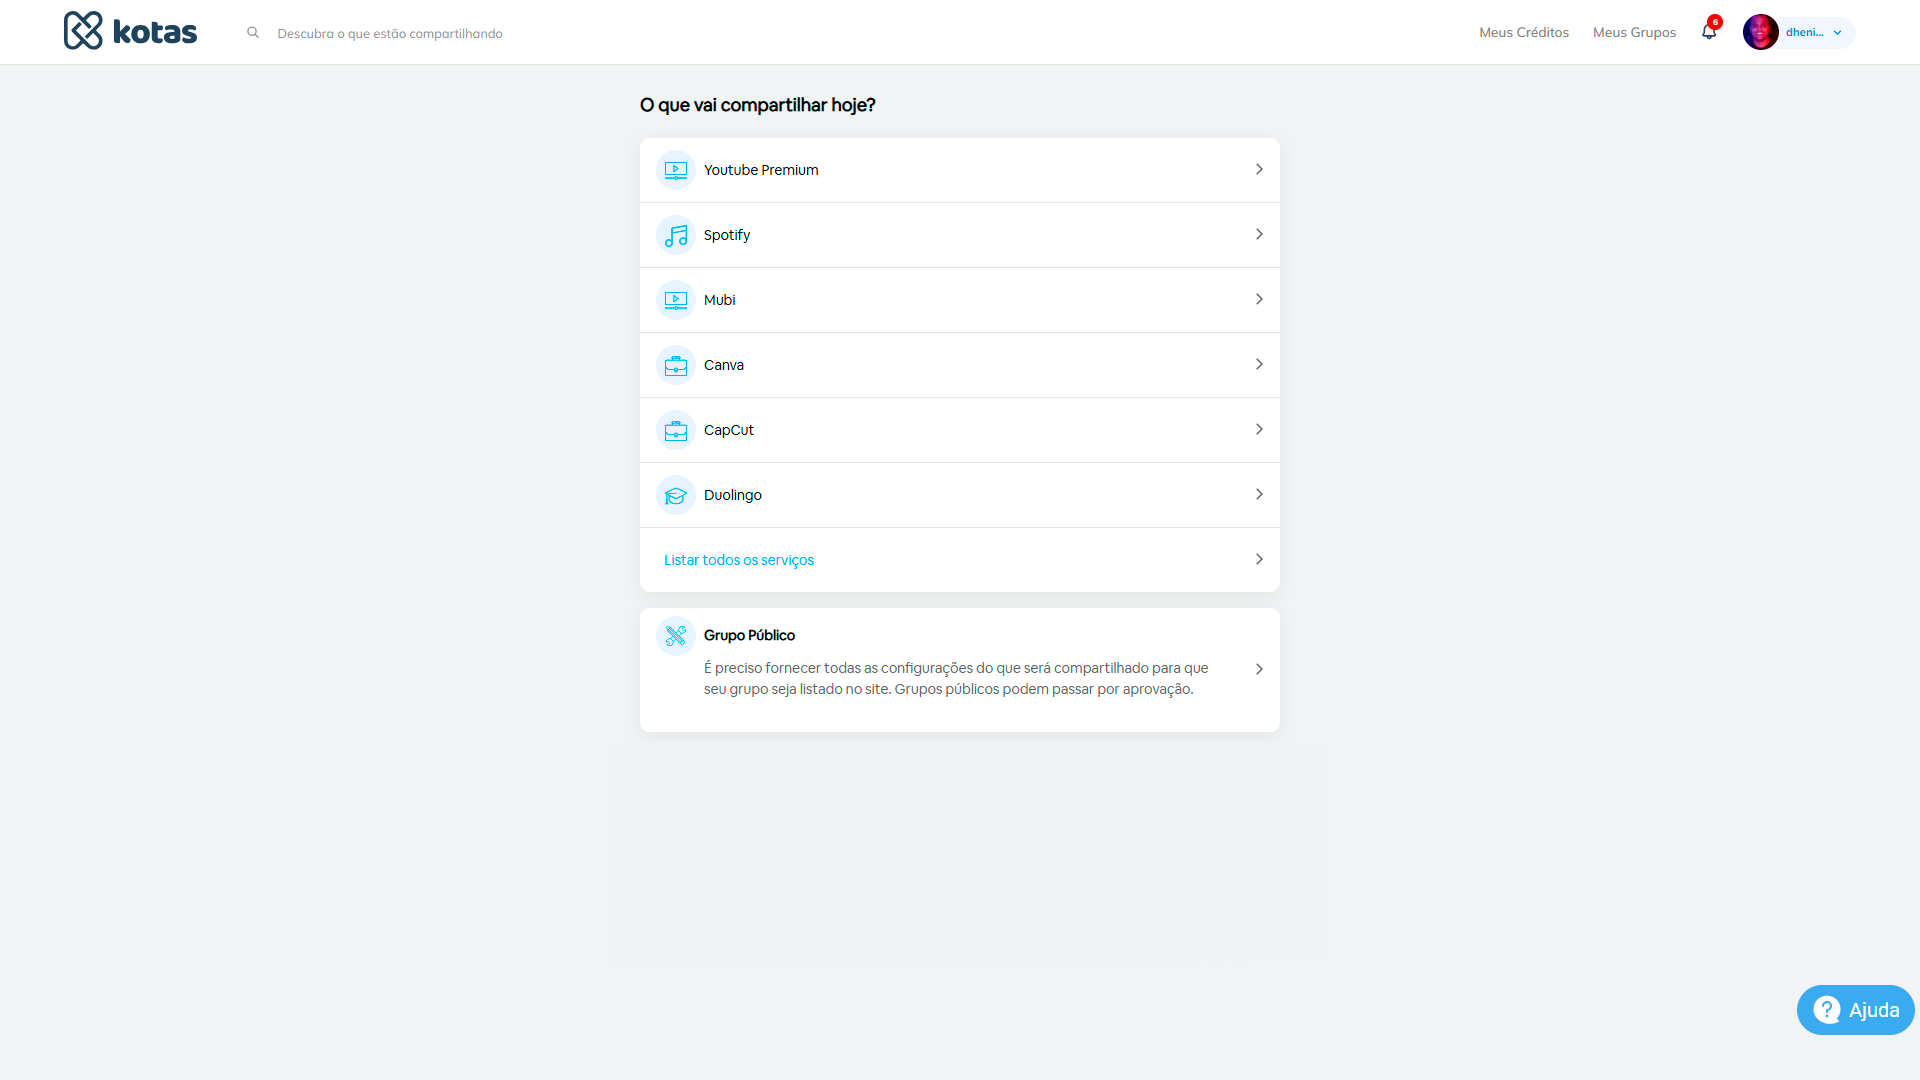 kotas
Descubra o que estão compartilhando
Meus Créditos
Meus Grupos
6
dheni...
O que vai compartilhar hoje?
Youtube Premium
Spotify
Mubi
Canva
CapCut
Duolingo
Listar todos os serviços
Grupo Público
É preciso fornecer todas as configurações do que será compartilhado para que
seu grupo seja listado no site. Grupos públicos podem passar por aprovação.
? Ajuda